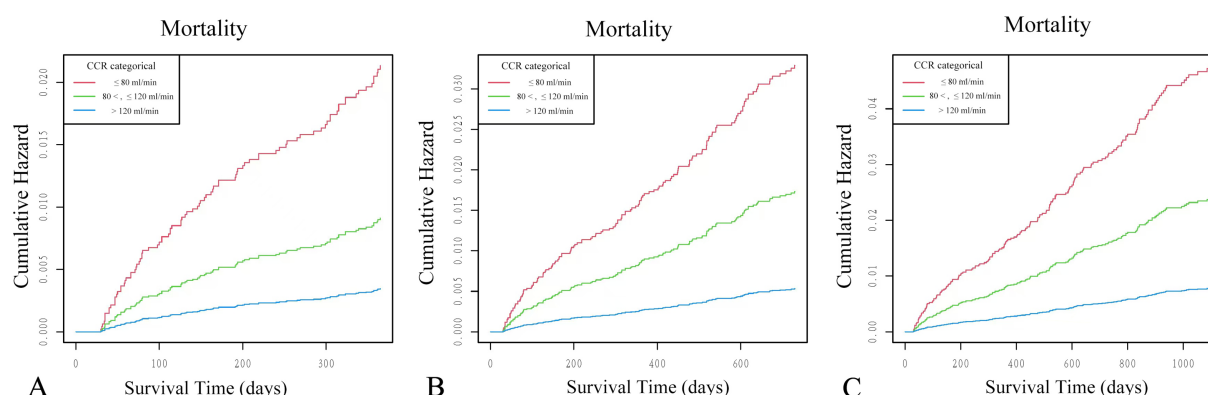 Mortality
CCR categorical
≤ 80 ml/min
80 < , ≤ 120 ml/min
> 120 ml/min
Cumulative Hazard
0.000
0.005
0.010
0.015
0.020
0
100
200
300
Survival Time (days)
A
Mortality
CCR categorical
≤ 80 ml/min
80 < , ≤ 120 ml/min
> 120 ml/min
Cumulative Hazard
0.000
0.005
0.010
0.015
0.020
0.025
0.030
0
200
400
600
Survival Time (days)
B
Mortality
CCR categorical
≤ 80 ml/min
80 < , ≤ 120 ml/min
> 120 ml/min
Cumulative Hazard
0.00
0.01
0.02
0.03
0.04
0
200
400
600
800
1000
Survival Time (days)
C